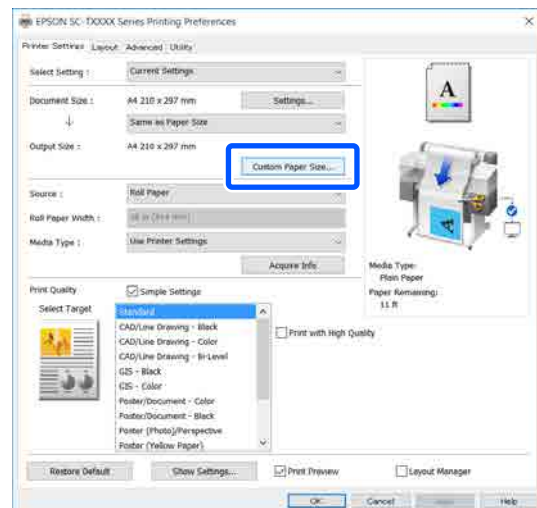 EPSON SC-TXXXX Series Printing Preferences
Printer Settings Layout Advanced Utility
Select Setting : Current Settings
Document Size : A4 210 x 297 mm Settings...
Same as Paper Size
Output Size : A4 210 x 297 mm
Custom Paper Size...
Source : Roll Paper
Roll Paper Width :
Media Type : Use Printer Settings
Acquire Info
A
Media Type:
Plain Paper
Paper Remaining:
11 ft
Print Quality Simple Settings
Select Target Standard
CAD/Line Drawing - Black
CAD/Line Drawing - Color
CAD/Line Drawing - Bi-Level
GIS - Black
GIS - Color
Poster/Document - Color
Poster/Document - Black
Poster (Photo)/Perspective
Poster (Yellow Paper)
Print with High Quality
Restore Default Show Settings... Print Preview Layout Manager
OK Cancel Help